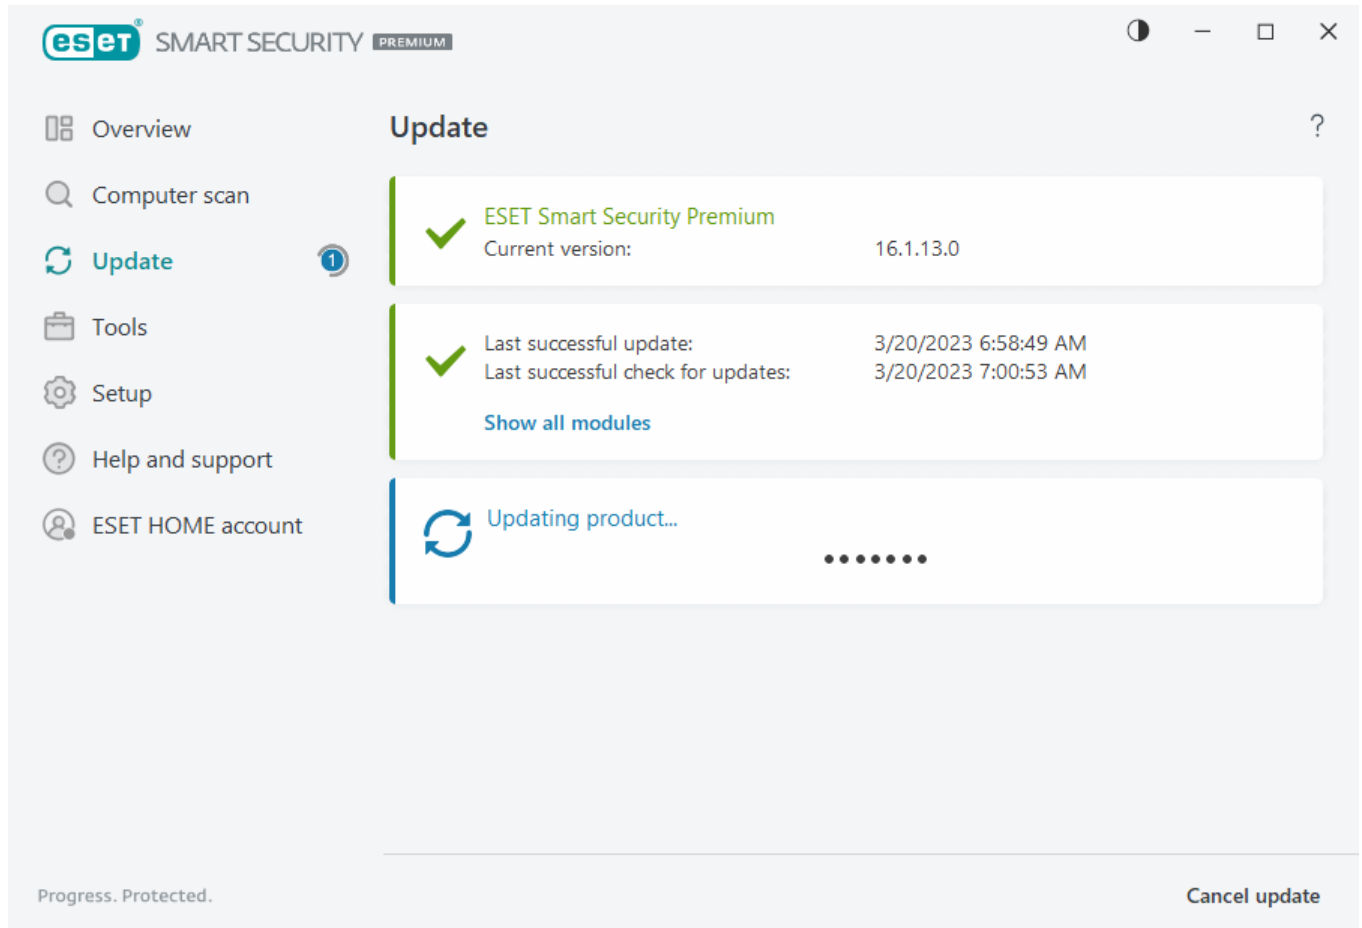 eset® SMART SECURITY PREMIUM
Overview
Computer scan
Update 1
Tools
Setup
Help and support
ESET HOME account
Update ?
ESET Smart Security Premium
Current version: 16.1.13.0
Last successful update: 3/20/2023 6:58:49 AM
Last successful check for updates: 3/20/2023 7:00:53 AM
Show all modules
Updating product...
Progress. Protected.
Cancel update